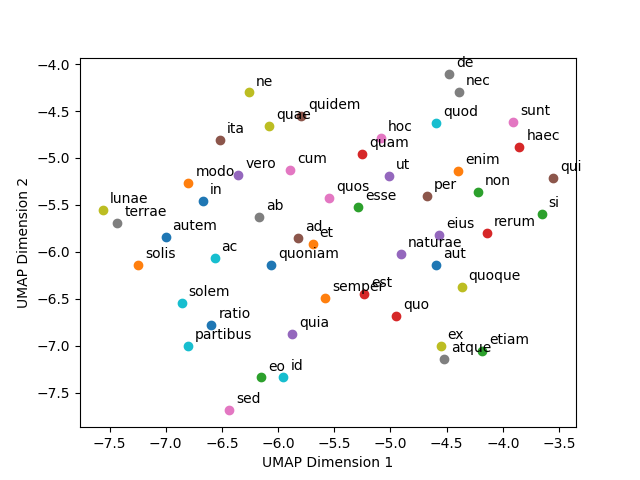 −4.0
−4.5
−5.0
−5.5
−6.0
−6.5
−7.0
−7.5
UMAP Dimension 2
de
nec
ne
quae
quidem
ita
hoc
quod
sunt
quam
haec
modo
vero
cum
ut
enim
qui
in
quos
esse
per
non
si
lunae
terrae
autem
ab
ad
et
eius
rerum
solis
ac
quoniam
naturae
aut
solem
semper
est
quoque
ratio
quo
partibus
quia
ex
atque
etiam
eo
id
sed
−7.5 −7.0 −6.5 −6.0 −5.5 −5.0 −4.5 −4.0 −3.5
UMAP Dimension 1